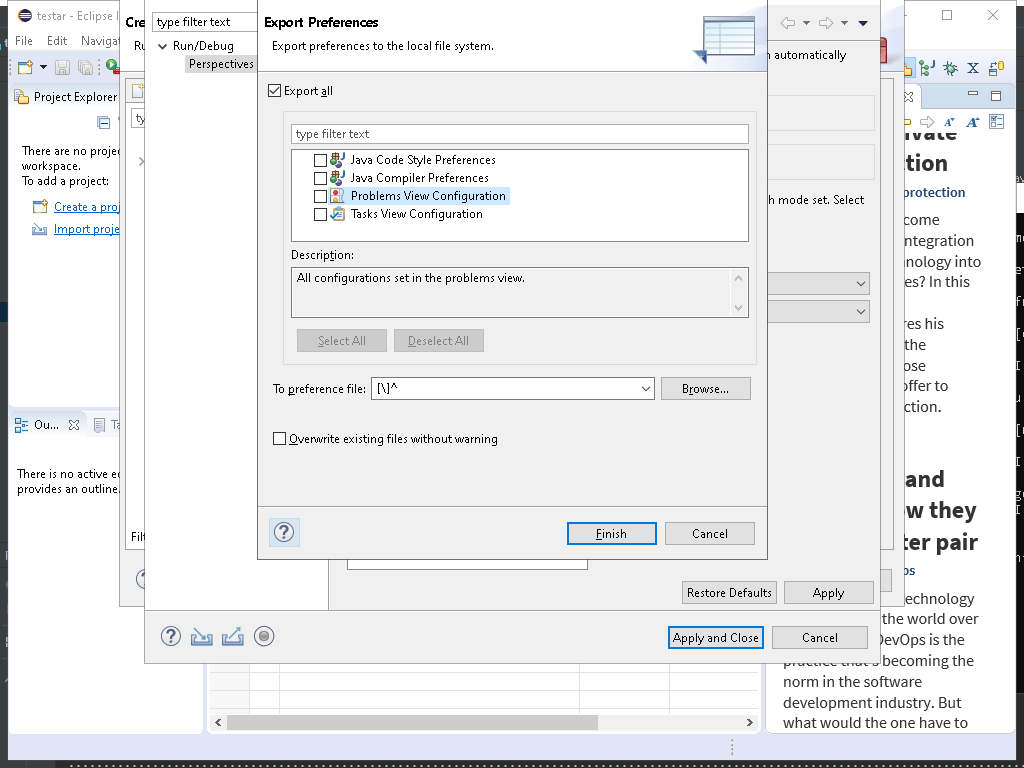 testar - Eclipse I
File Edit Navigat
Project Explorer
There are no projec
workspace.
To add a project:
Create a proj
Import proje
Ou...
Ta
There is no active ed
provides an outline.
Cre
Ru
ty
Filt
type filter text
Run/Debug
Perspectives
Export Preferences
Export preferences to the local file system.
Export all
type filter text
Java Code Style Preferences
Java Compiler Preferences
Problems View Configuration
Tasks View Configuration
Description:
All configurations set in the problems view.
Select All
Deselect All
To preference file:
[\]^
Browse...
Overwrite existing files without warning
Finish
Cancel
n automatically
h mode set. Select
Restore Defaults
Apply
Apply and Close
Cancel
ivate
tion
protection
come
ntegration
nology into
es? In this
res his
the
ose
offer to
ction.
and
ow they
ter pair
ps
echnology
the world over
DevOps is the
practice that's becoming the
norm in the software
development industry. But
what would the one have to